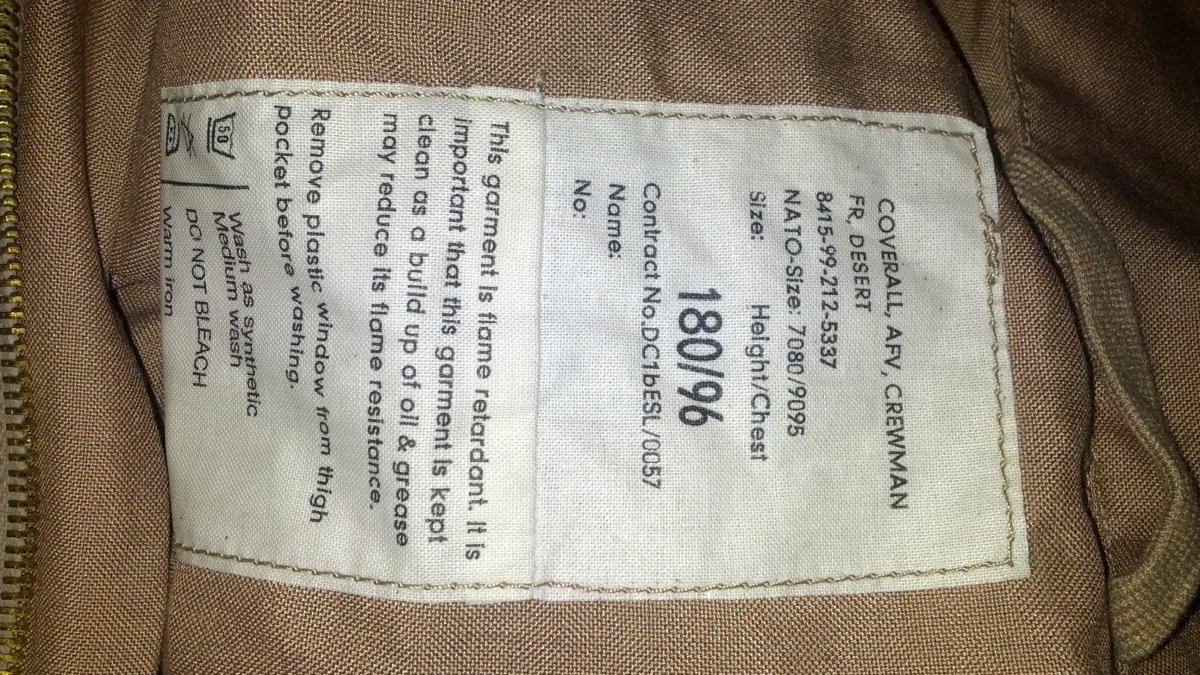 COVERALL, AFV, CREWMAN
FR, DESERT
8415-99-212-5337
NATO-Size: 7080/9095
Size: Height/Chest
180/96
Contract No.DC1bESL/0057
Name:
No:
This garment is flame retardant. It is
important that this garment is kept
clean as a build up of oil & grease
may reduce its flame resistance.
Remove plastic window from thigh
pocket before washing.
50
Wash as synthetic
Medium wash
DO NOT BLEACH
Warm iron